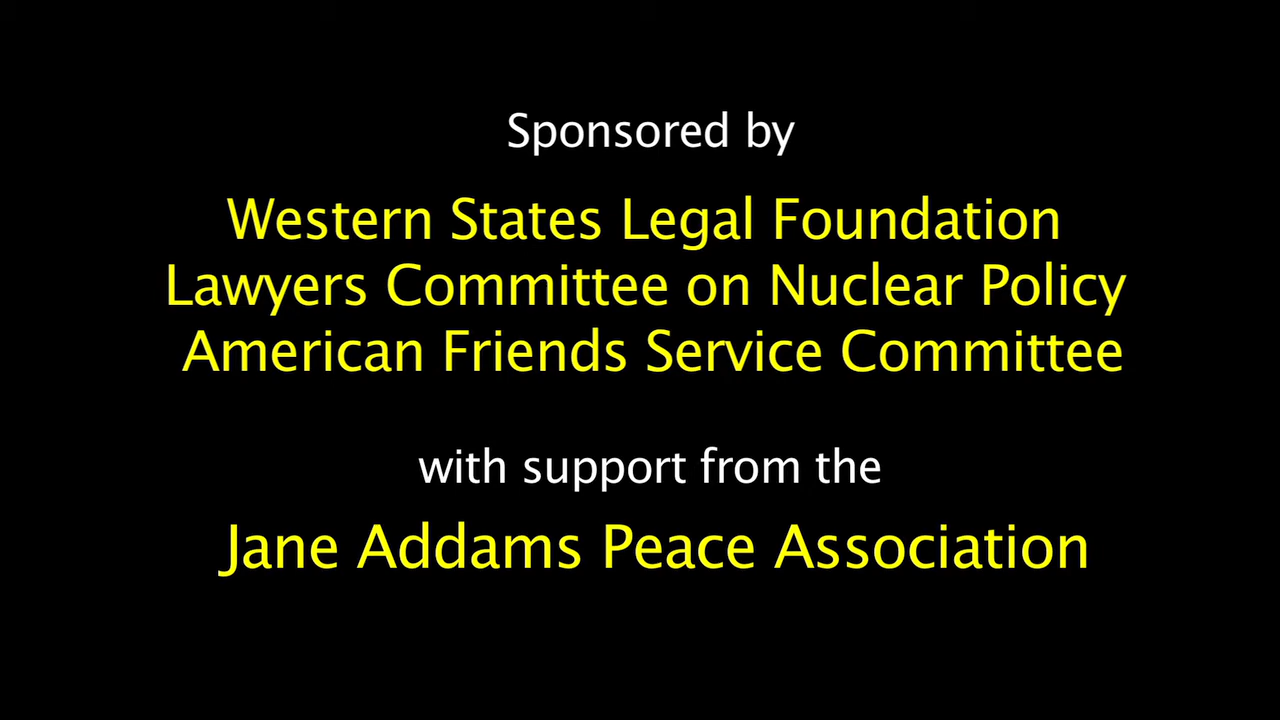 Sponsored by
Western States Legal Foundation
Lawyers Committee on Nuclear Policy
American Friends Service Committee
with support from the
Jane Addams Peace Association